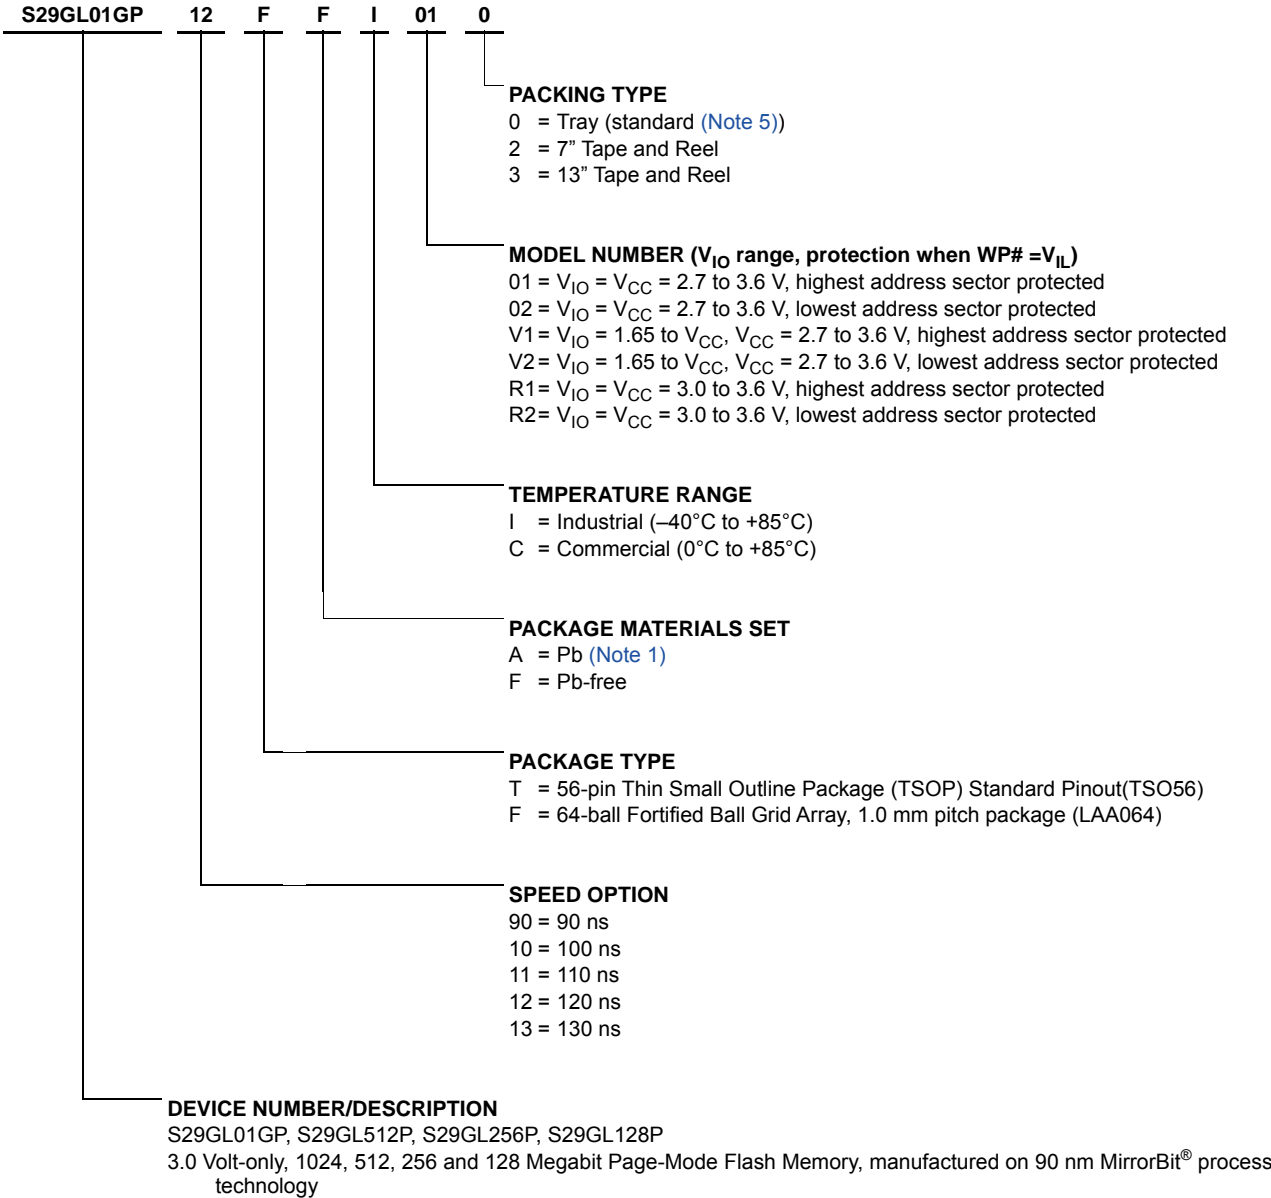 S29GL01GP 12 F F I 01 0
PACKING TYPE
0 = Tray (standard (Note 5))
2 = 7” Tape and Reel
3 = 13” Tape and Reel
MODEL NUMBER (VIO range, protection when WP# =VIL)
01 = VIO = VCC = 2.7 to 3.6 V, highest address sector protected
02 = VIO = VCC = 2.7 to 3.6 V, lowest address sector protected
V1 = VIO = 1.65 to VCC, VCC = 2.7 to 3.6 V, highest address sector protected
V2 = VIO = 1.65 to VCC, VCC = 2.7 to 3.6 V, lowest address sector protected
R1 = VIO = VCC = 3.0 to 3.6 V, highest address sector protected
R2 = VIO = VCC = 3.0 to 3.6 V, lowest address sector protected
TEMPERATURE RANGE
I = Industrial (–40°C to +85°C)
C = Commercial (0°C to +85°C)
PACKAGE MATERIALS SET
A = Pb (Note 1)
F = Pb-free
PACKAGE TYPE
T = 56-pin Thin Small Outline Package (TSOP) Standard Pinout(TSO56)
F = 64-ball Fortified Ball Grid Array, 1.0 mm pitch package (LAA064)
SPEED OPTION
90 = 90 ns
10 = 100 ns
11 = 110 ns
12 = 120 ns
13 = 130 ns
DEVICE NUMBER/DESCRIPTION
S29GL01GP, S29GL512P, S29GL256P, S29GL128P
3.0 Volt-only, 1024, 512, 256 and 128 Megabit Page-Mode Flash Memory, manufactured on 90 nm MirrorBit® process
technology